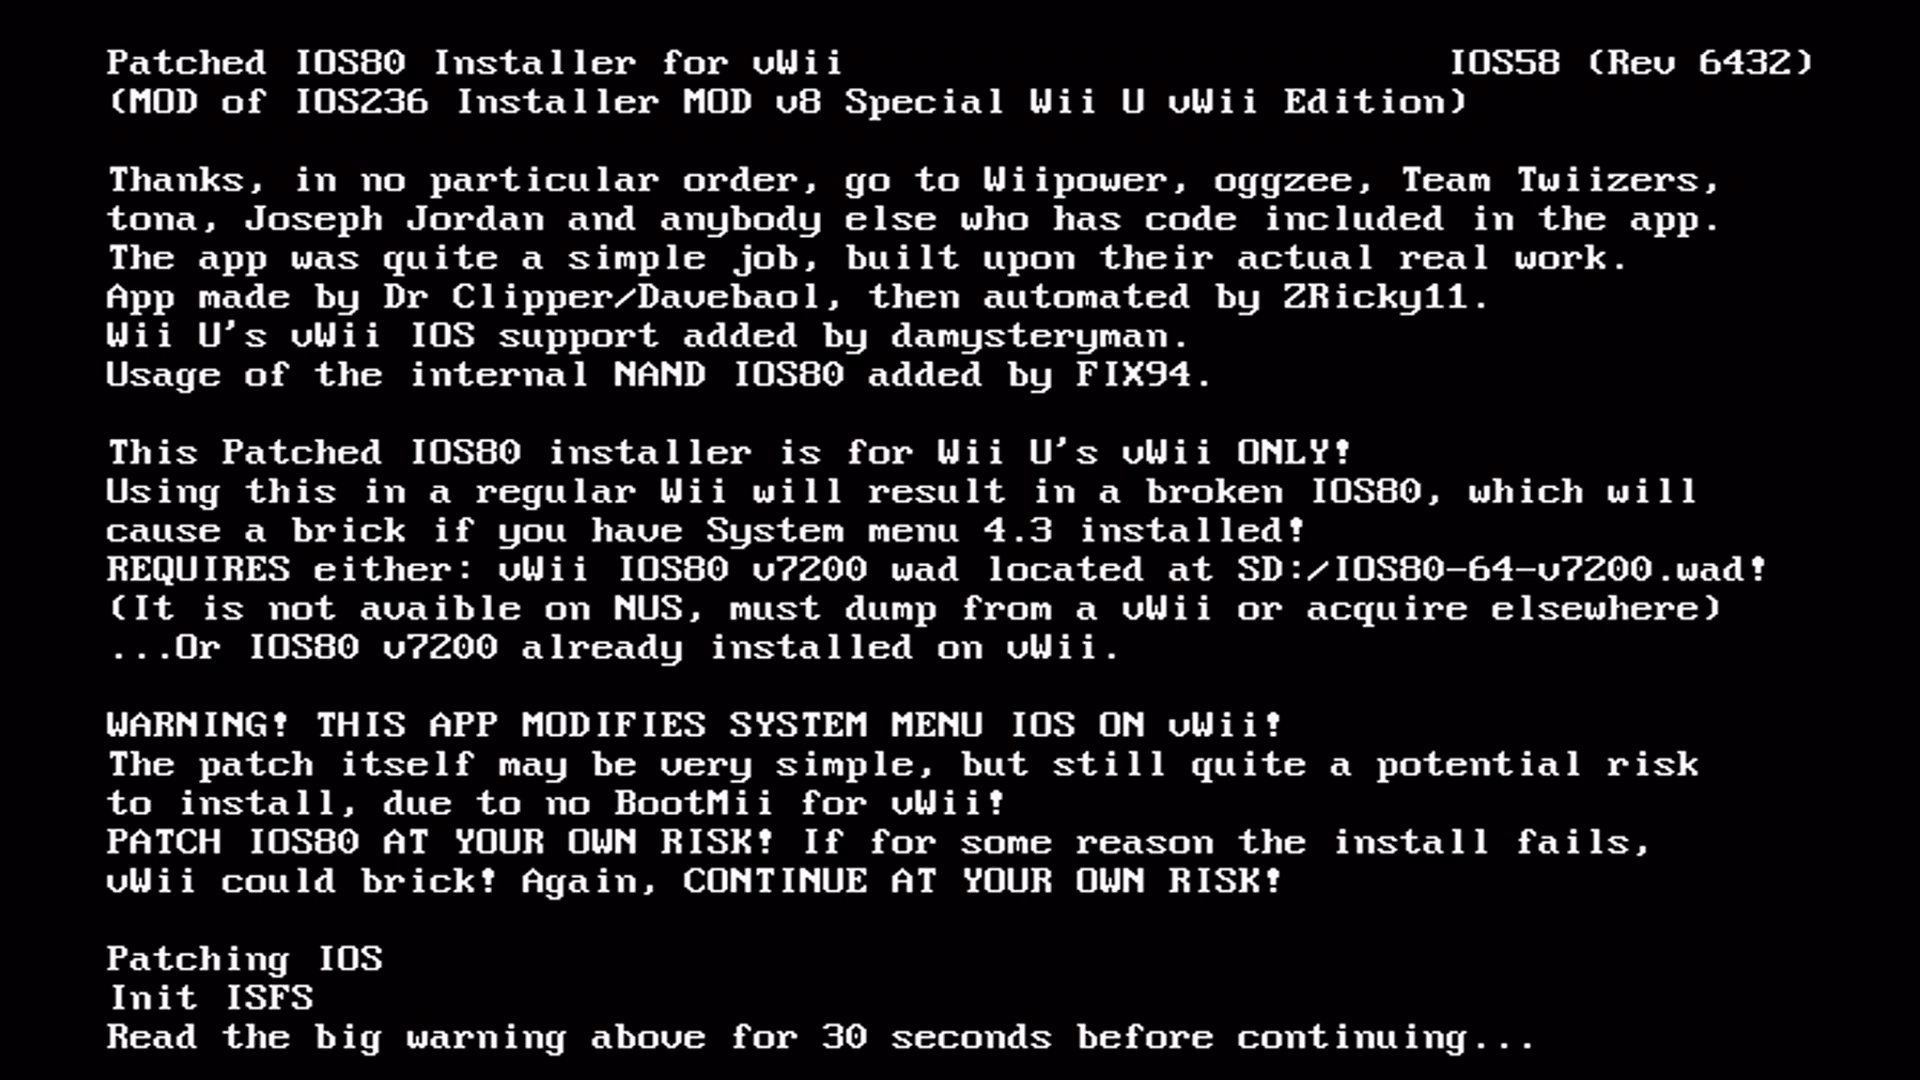 Patched IOS80 Installer for vWii IOS58 (Rev 6432)
(MOD of IOS236 Installer MOD v8 Special Wii U vWii Edition)
Thanks, in no particular order, go to Wiipower, oggzee, Team Twiizers,
tona, Joseph Jordan and anybody else who has code included in the app.
The app was quite a simple job, built upon their actual real work.
App made by Dr Clipper/Davebaol, then automated by ZRicky11.
Wii U's vWii IOS support added by damysteryman.
Usage of the internal NAND IOS80 added by FIX94.
This Patched IOS80 installer is for Wii U's vWii ONLY!
Using this in a regular Wii will result in a broken IOS80, which will
cause a brick if you have System menu 4.3 installed!
REQUIRES either: vWii IOS80 v7200 wad located at SD:/IOS80-64-v7200.wad!
(It is not avaible on NUS, must dump from a vWii or acquire elsewhere)
...Or IOS80 v7200 already installed on vWii.
WARNING! THIS APP MODIFIES SYSTEM MENU IOS ON vWii!
The patch itself may be very simple, but still quite a potential risk
to install, due to no BootMii for vWii!
PATCH IOS80 AT YOUR OWN RISK! If for some reason the install fails,
vWii could brick! Again, CONTINUE AT YOUR OWN RISK!
Patching IOS
Init ISFS
Read the big warning above for 30 seconds before continuing...